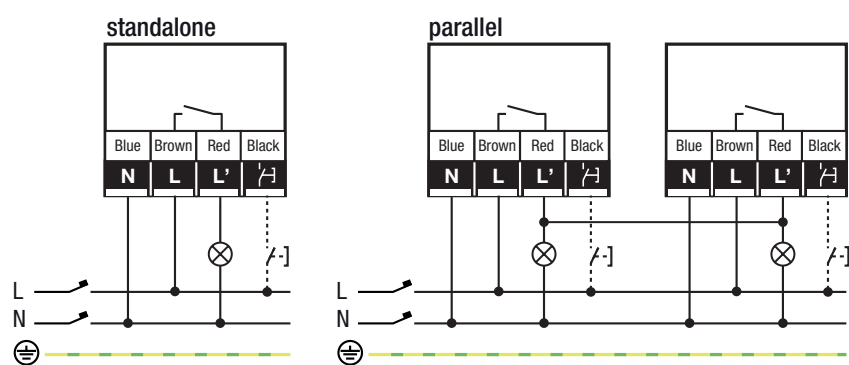 standalone
parallel
Blue Brown Red Black
N L L’
Blue Brown Red Black
N L L’
Blue Brown Red Black
N L L’
L
N
L
N